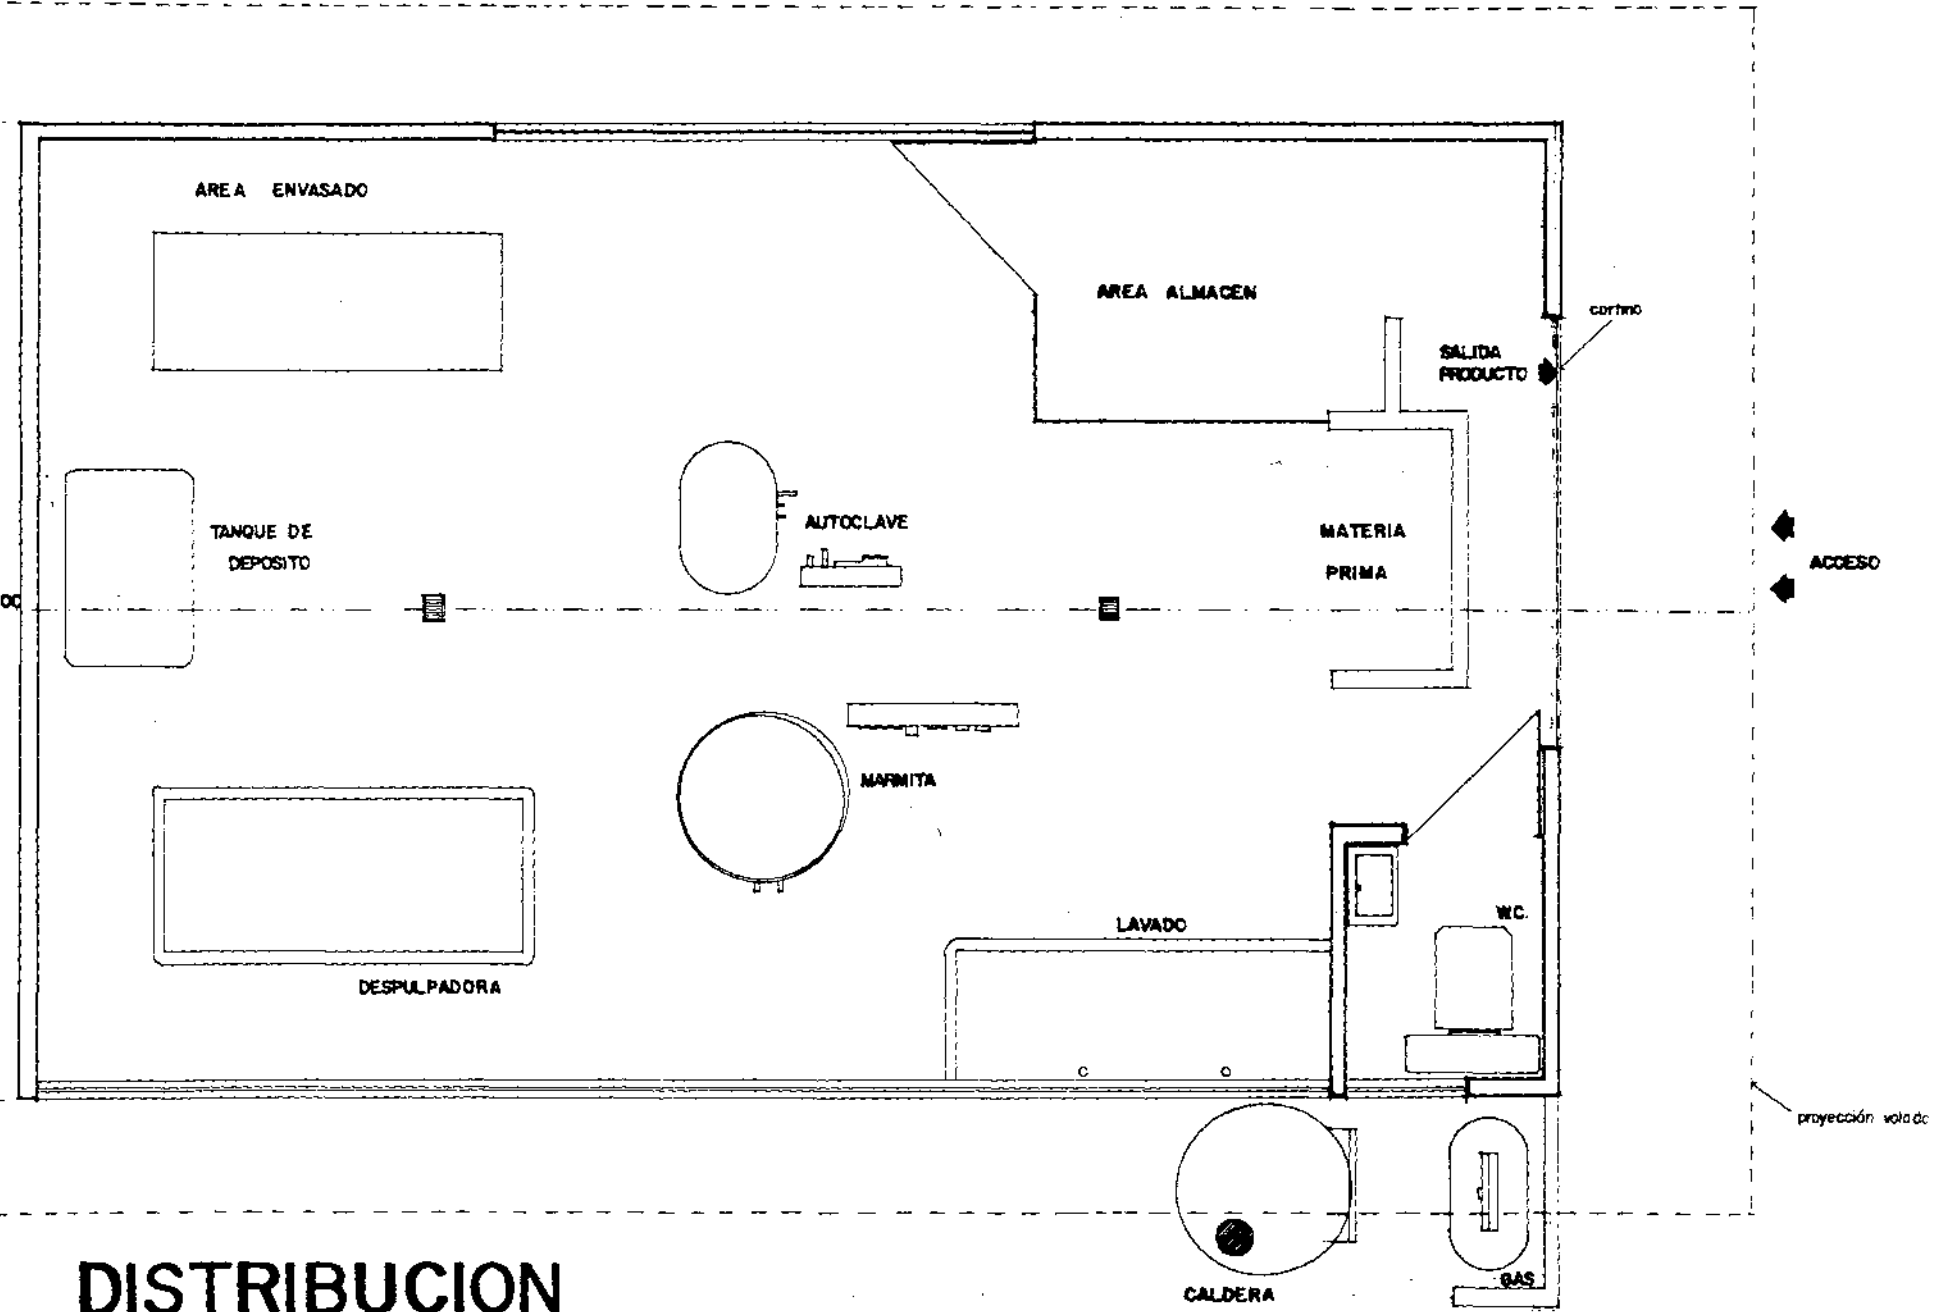 AREA ENVASADO
AREA ALMACEN
cortina
SALIDA
PRODUCTO
TANQUE DE
DEPOSITO
AUTOCLAVE
MATERIA
PRIMA
ACCESO
MARMITA
LAVADO
W.C.
DESPULPADORA
proyección volado
GAS
CALDERA
DISTRIBUCION